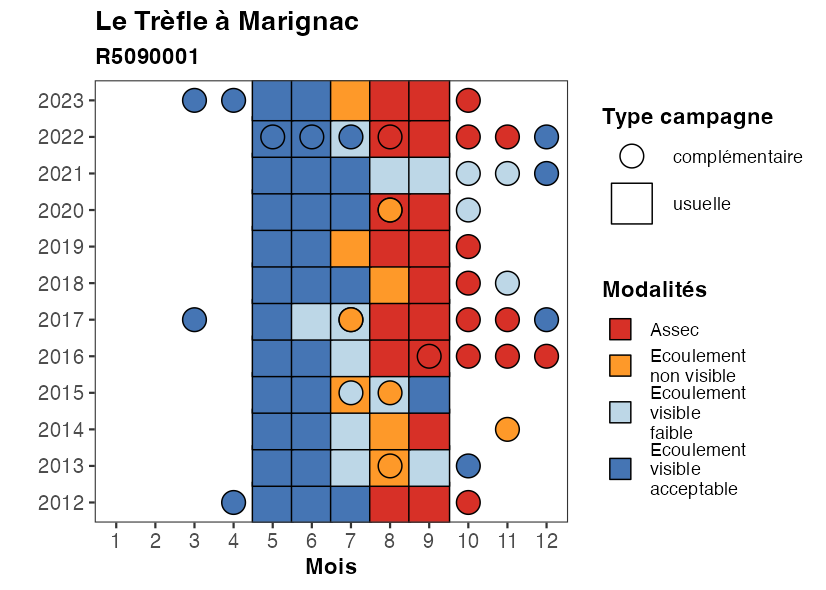 Le Trèfle à Marignac
R5090001
2023
2022
2021
2020
2019
2018
2017
2016
2015
2014
2013
2012
1 2 3 4 5 6 7 8 9 10 11 12
Mois
Type campagne
complémentaire
usuelle
Modalités
Assec
Ecoulement
non visible
Ecoulement
visible
faible
Ecoulement
visible
acceptable